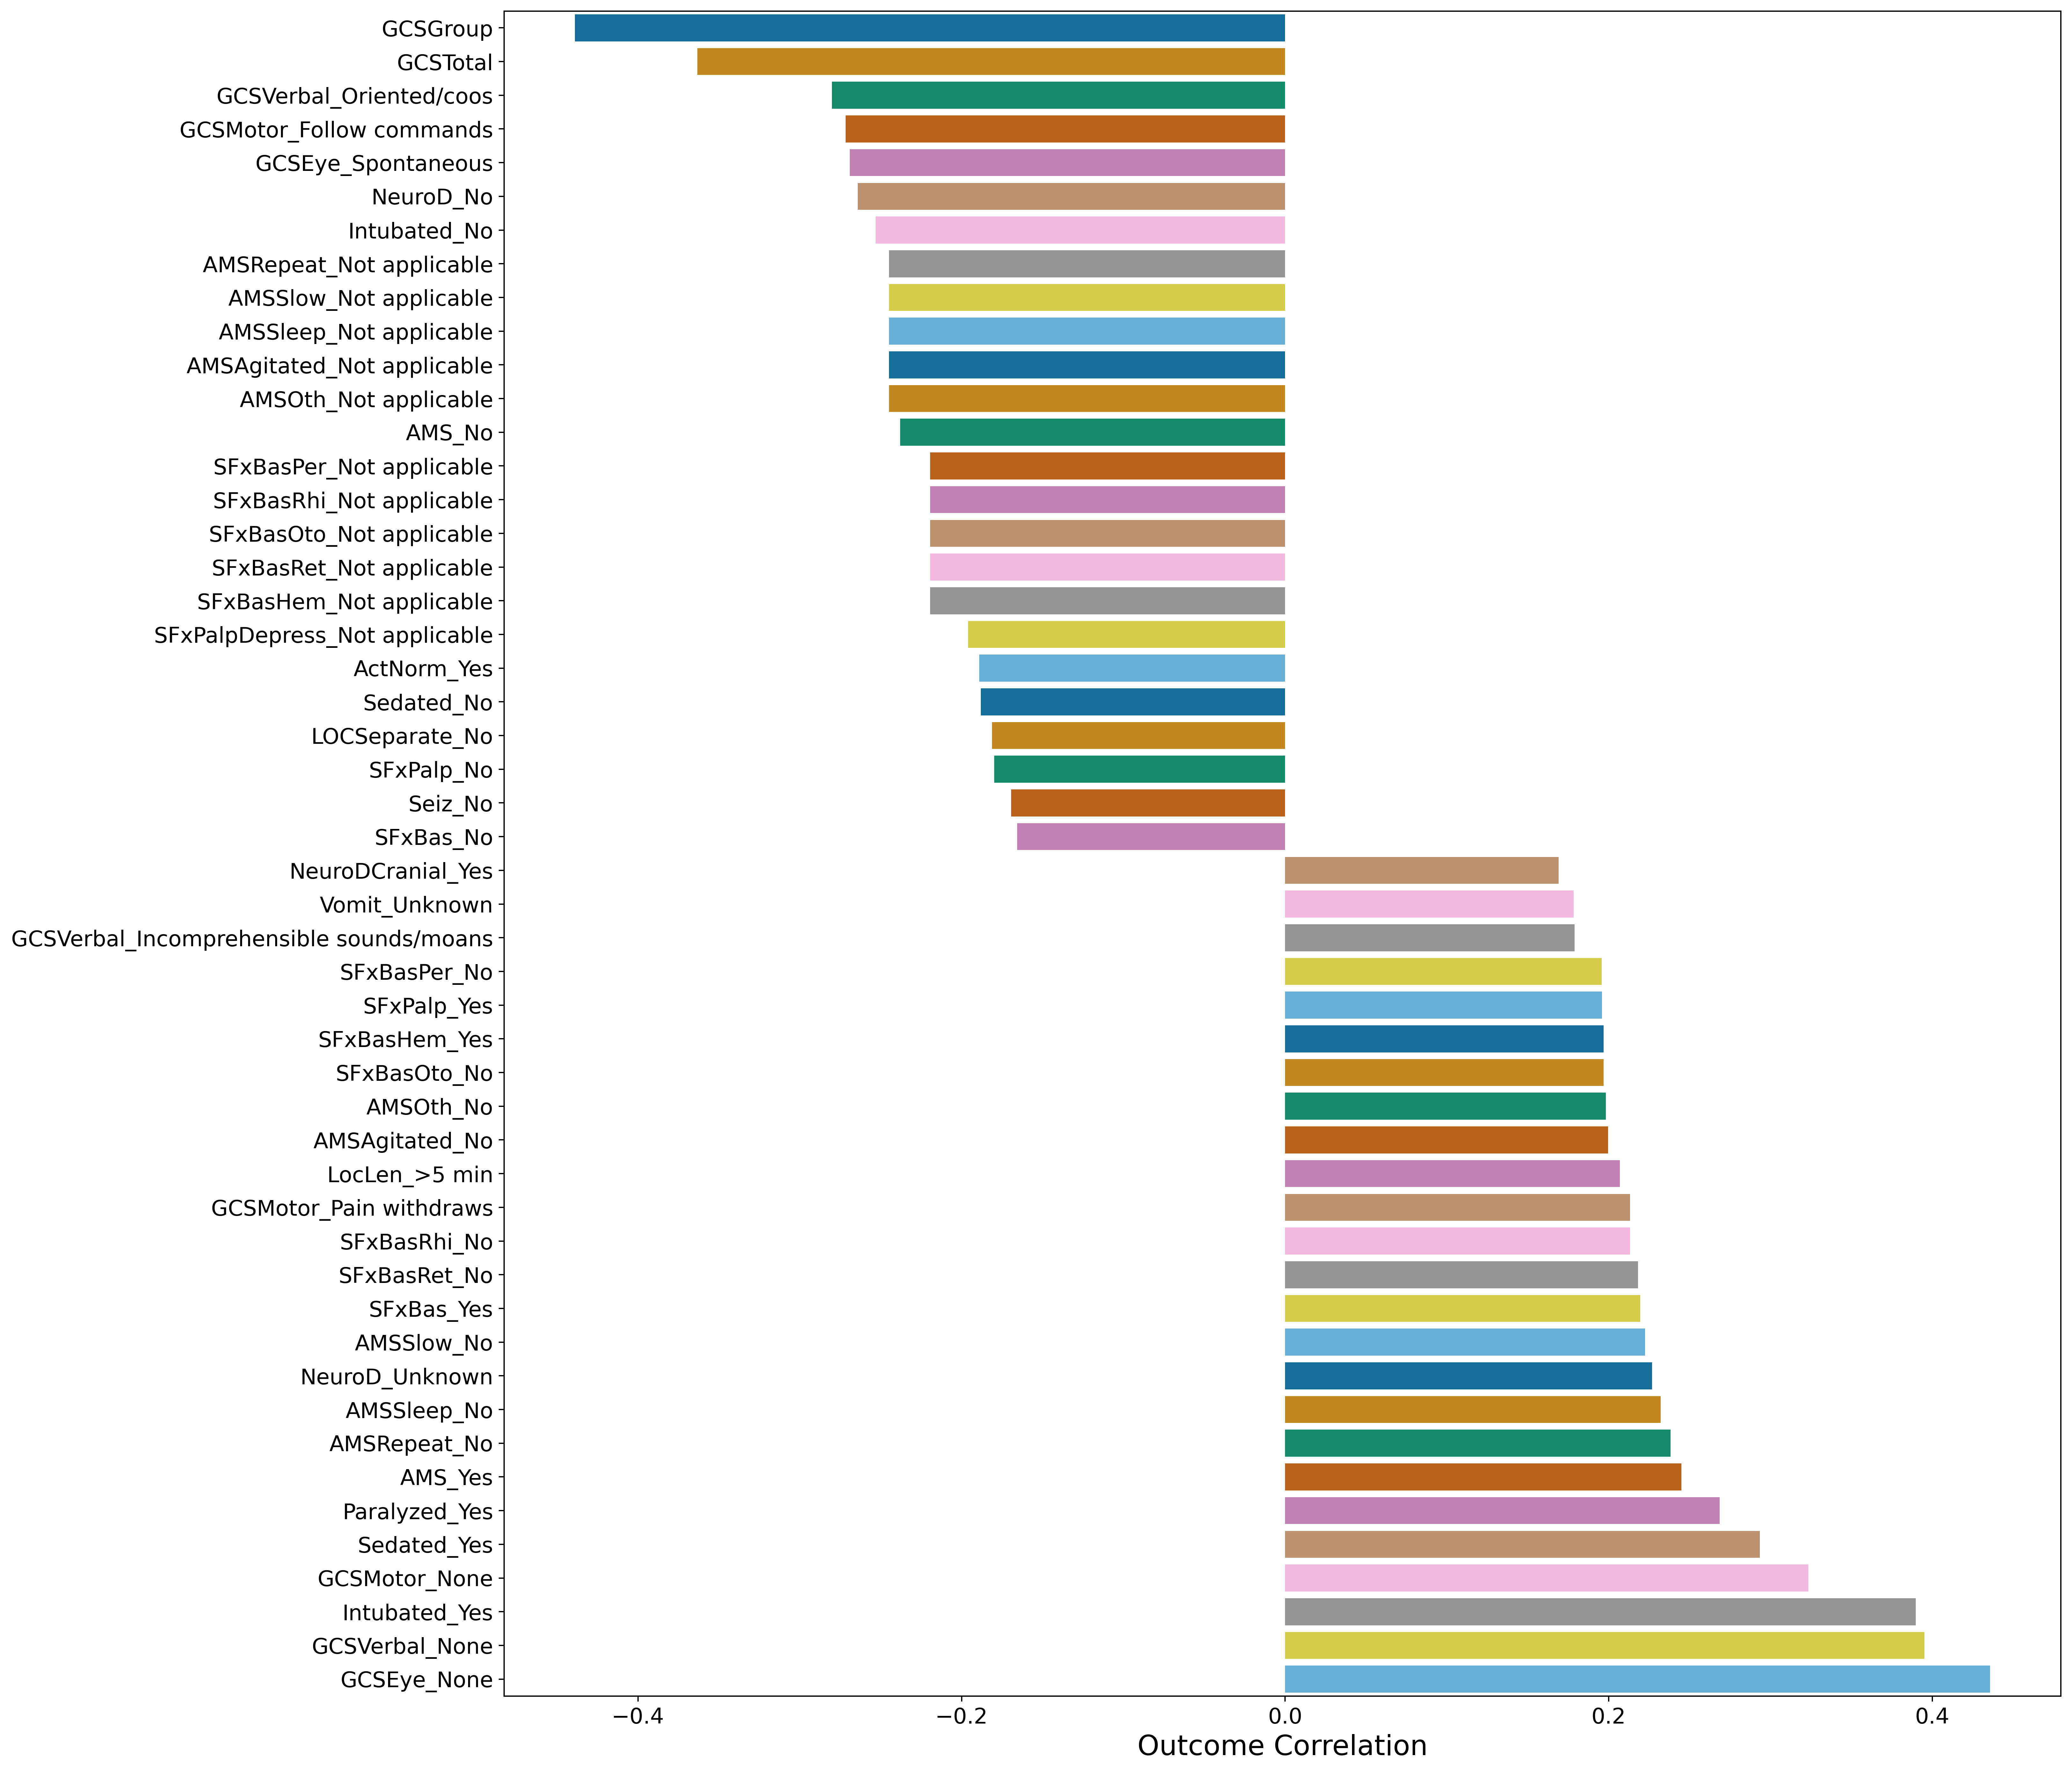 GCSGroup
GCSTotal
GCSVerbal_Oriented/coos
GCSMotor_Follow commands
GCSEye_Spontaneous
NeuroD_No
Intubated_No
AMSRepeat_Not applicable
AMSSlow_Not applicable
AMSSleep_Not applicable
AMSAgitated_Not applicable
AMSOth_Not applicable
AMS_No
SFxBasPer_Not applicable
SFxBasRhi_Not applicable
SFxBasOto_Not applicable
SFxBasRet_Not applicable
SFxBasHem_Not applicable
SFxPalpDepress_Not applicable
ActNorm_Yes
Sedated_No
LOCSeparate_No
SFxPalp_No
Seiz_No
SFxBas_No
NeuroDCranial_Yes
Vomit_Unknown
GCSVerbal_Incomprehensible sounds/moans
SFxBasPer_No
SFxPalp_Yes
SFxBasHem_Yes
SFxBasOto_No
AMSOth_No
AMSAgitated_No
LocLen_>5 min
GCSMotor_Pain withdraws
SFxBasRhi_No
SFxBasRet_No
SFxBas_Yes
AMSSlow_No
NeuroD_Unknown
AMSSleep_No
AMSRepeat_No
AMS_Yes
Paralyzed_Yes
Sedated_Yes
GCSMotor_None
Intubated_Yes
GCSVerbal_None
GCSEye_None
−0.4 −0.2 0.0 0.2 0.4
Outcome Correlation